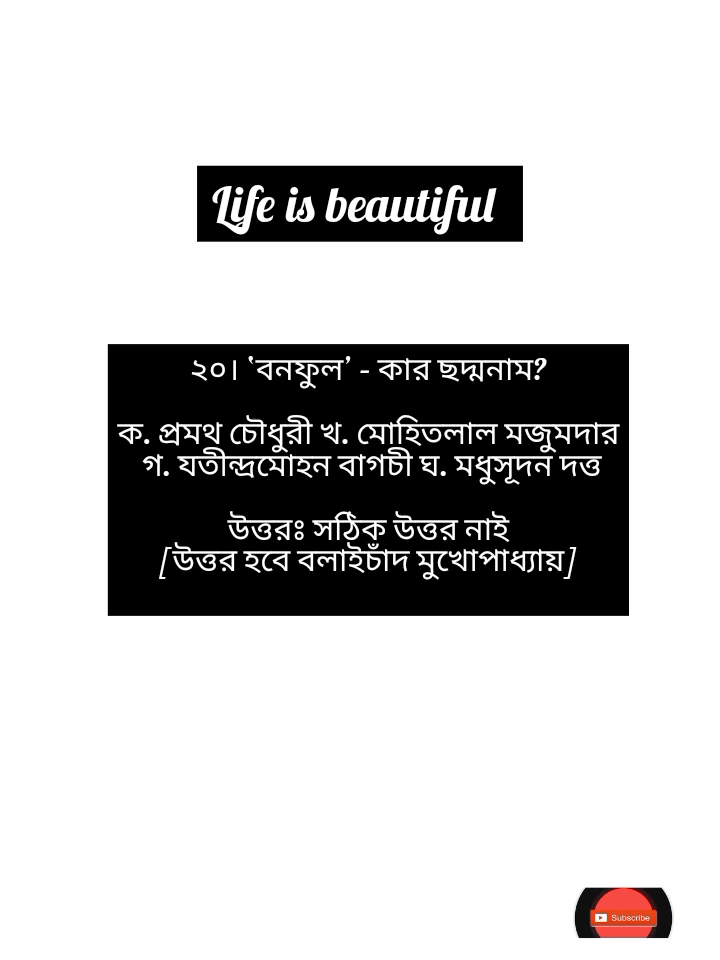 Life is beautiful
২০। ‘বনফুল’ - কার ছদ্মনাম?
ক. প্রমথ চৌধুরী খ. মোহিতলাল মজুমদার
গ. যতীন্দ্রমোহন বাগচী ঘ. মধুসূদন দত্ত
উত্তরঃ সঠিক উত্তর নাই
[উত্তর হবে বলাইচাঁদ মুখোপাধ্যায়]
Subscribe